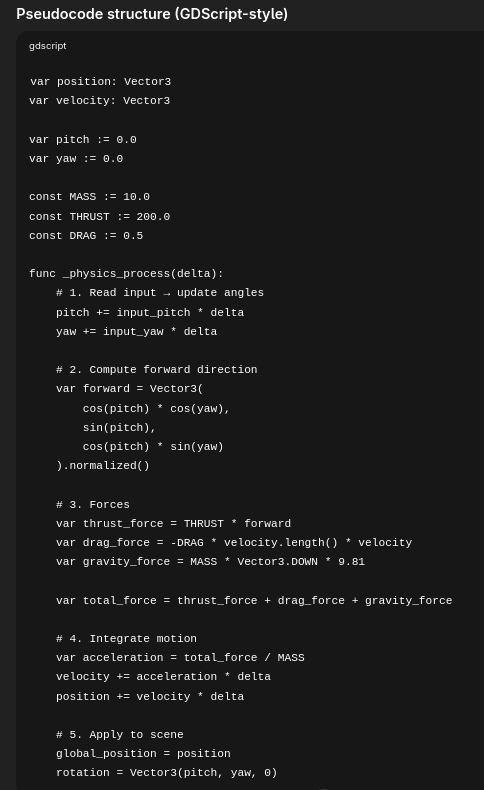 Pseudocode structure (GDScript-style)
gdscript
var position: Vector3
var velocity: Vector3
var pitch := 0.0
var yaw := 0.0
const MASS := 10.0
const THRUST := 200.0
const DRAG := 0.5
func _physics_process(delta):
    # 1. Read input → update angles
    pitch += input_pitch * delta
    yaw += input_yaw * delta
    # 2. Compute forward direction
    var forward = Vector3(
        cos(pitch) * cos(yaw),
        sin(pitch),
        cos(pitch) * sin(yaw)
    ).normalized()
    # 3. Forces
    var thrust_force = THRUST * forward
    var drag_force = -DRAG * velocity.length() * velocity
    var gravity_force = MASS * Vector3.DOWN * 9.81
    var total_force = thrust_force + drag_force + gravity_force
    # 4. Integrate motion
    var acceleration = total_force / MASS
    velocity += acceleration * delta
    position += velocity * delta
    # 5. Apply to scene
    global_position = position
    rotation = Vector3(pitch, yaw, 0)